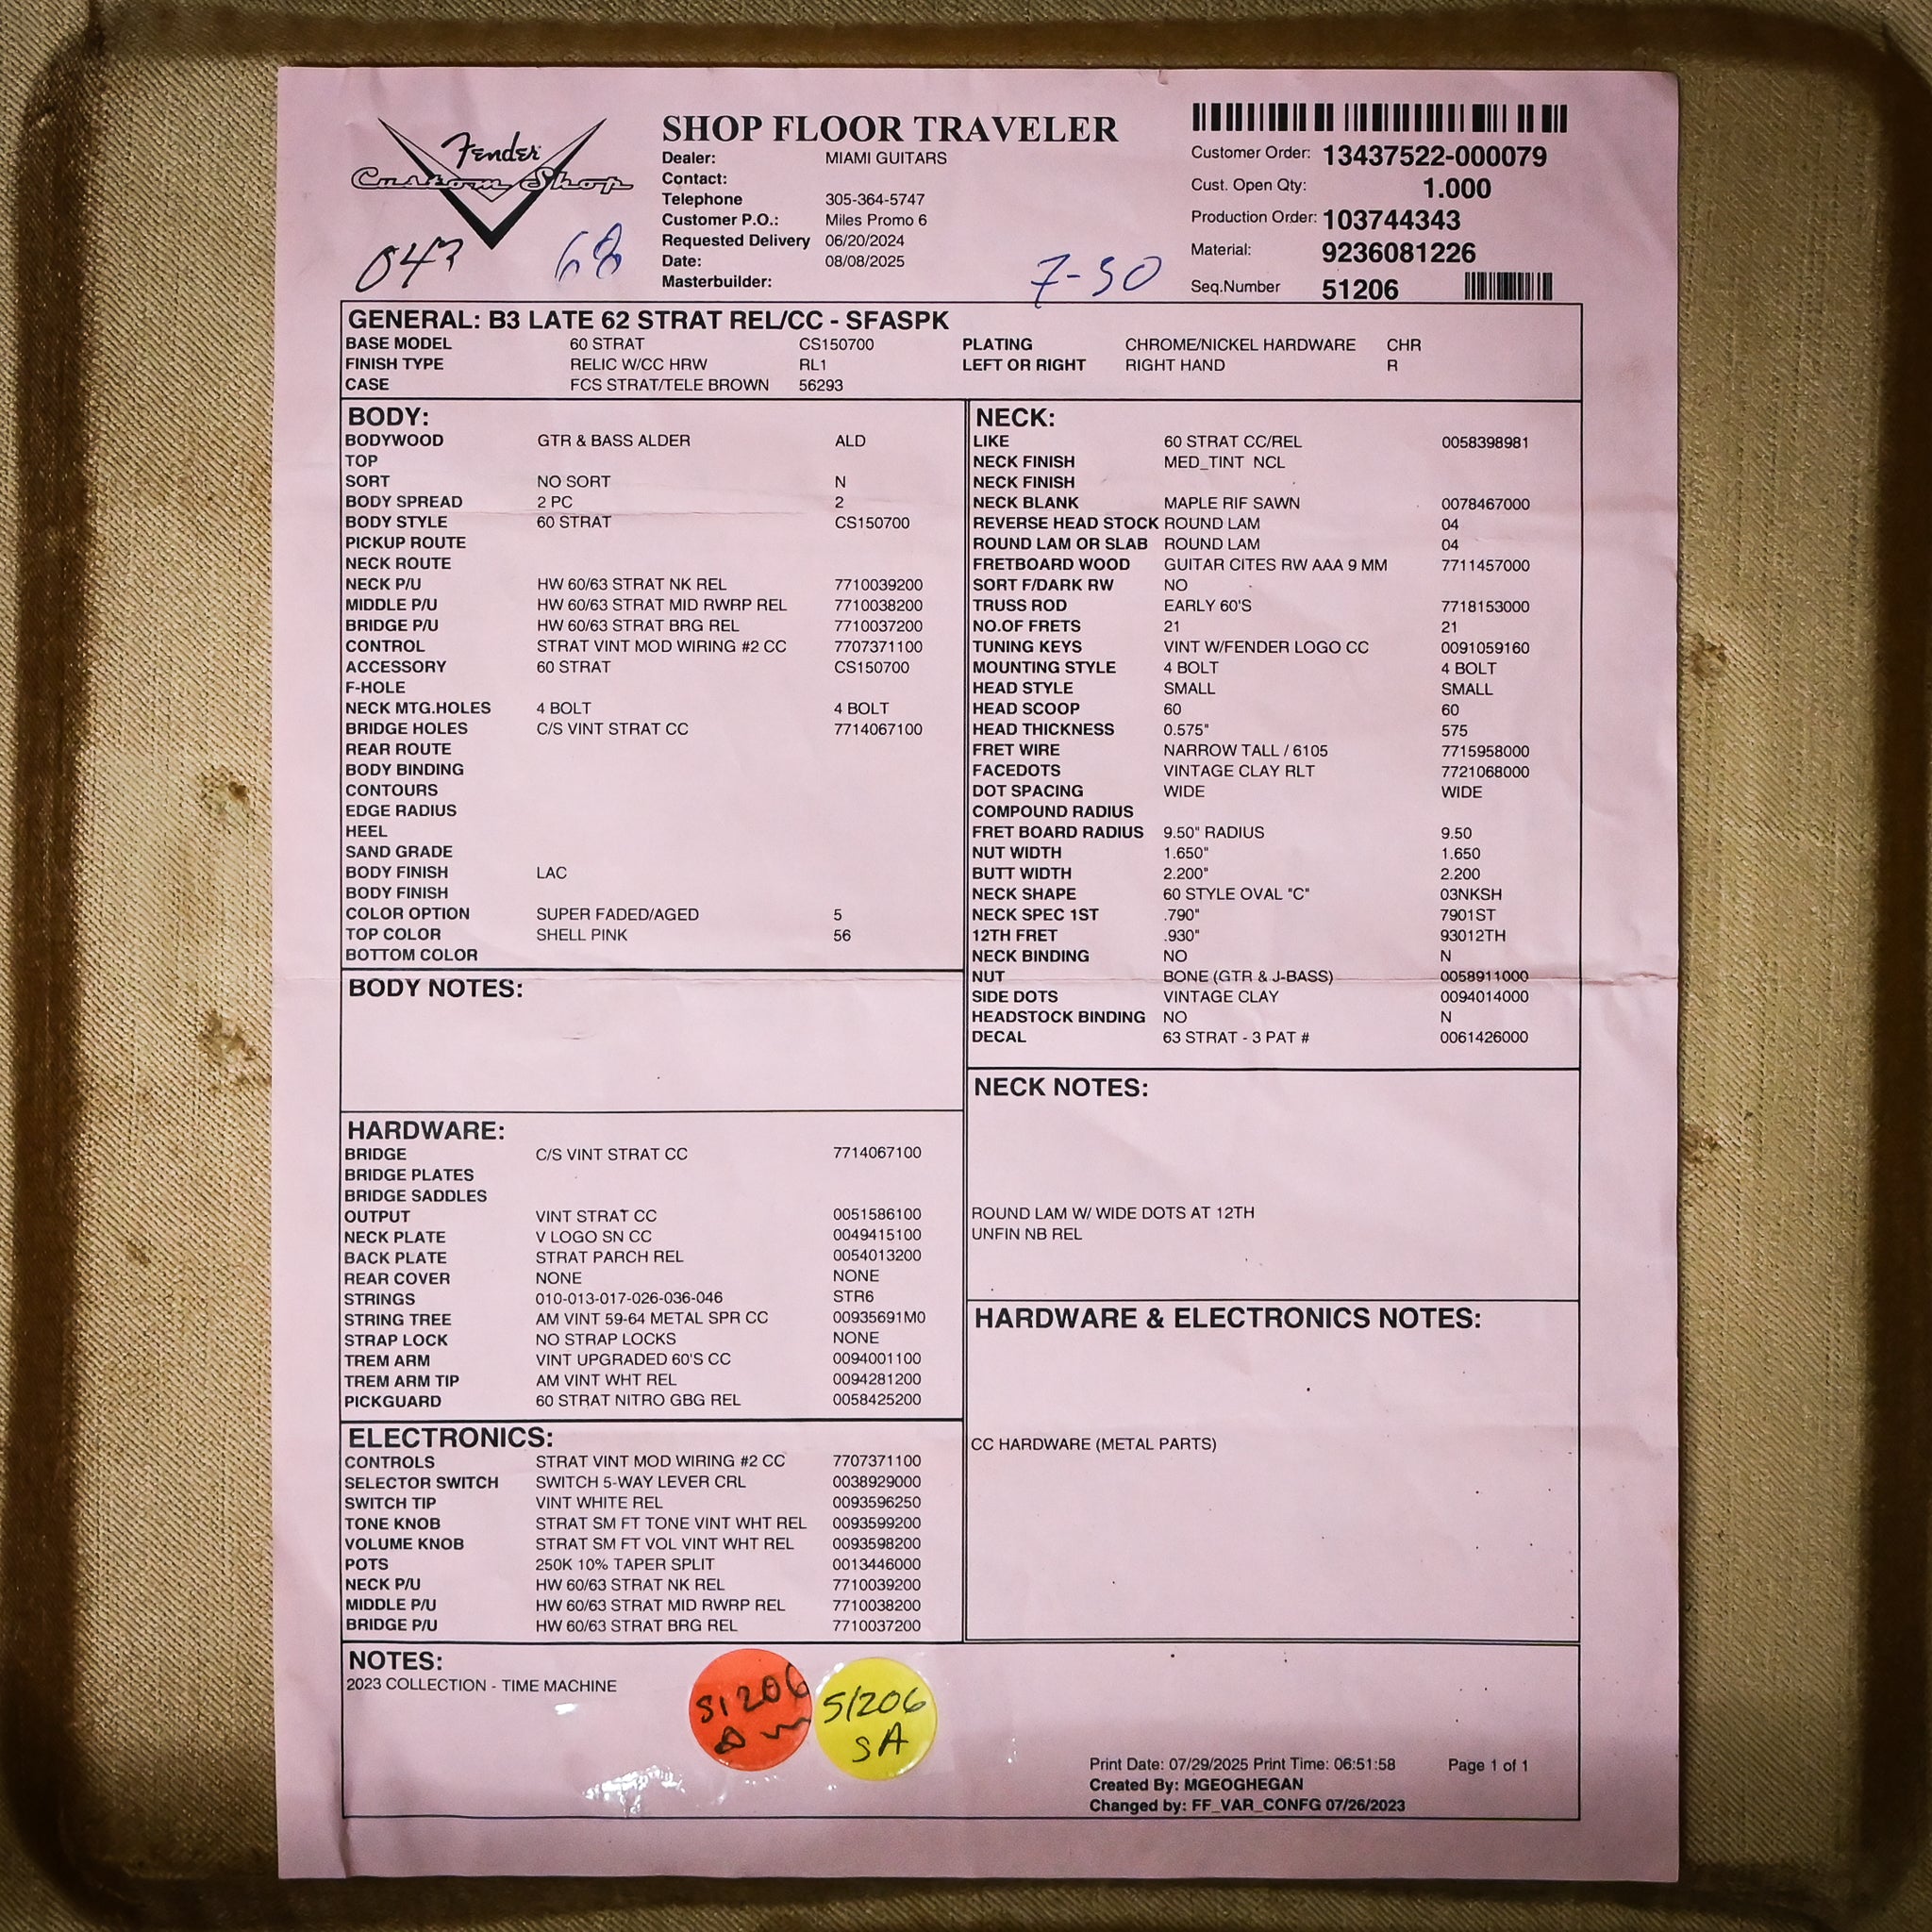 Fender
Custom Shop
SHOP FLOOR TRAVELER
Dealer: MIAMI GUITARS
Contact:
Telephone 305-364-5747
Customer P.O.: Miles Promo 6
Requested Delivery 06/20/2024
Date: 08/08/2025
Masterbuilder:
Customer Order: 13437522-000079
Cust. Open Qty: 1.000
Production Order: 103744343
Material: 9236081226
Seq.Number 51206
043
68
7-30
GENERAL: B3 LATE 62 STRAT REL/CC - SFASPK
BASE MODEL 60 STRAT CS150700
FINISH TYPE RELIC W/CC HRW RL1
CASE FCS STRAT/TELE BROWN 56293
PLATING CHROME/NICKEL HARDWARE CHR
LEFT OR RIGHT RIGHT HAND R
BODY:
BODYWOOD GTR & BASS ALDER ALD
TOP
SORT NO SORT N
BODY SPREAD 2 PC 2
BODY STYLE 60 STRAT CS150700
PICKUP ROUTE
NECK ROUTE
NECK P/U HW 60/63 STRAT NK REL 7710039200
MIDDLE P/U HW 60/63 STRAT MID RWRP REL 7710038200
BRIDGE P/U HW 60/63 STRAT BRG REL 7710037200
CONTROL STRAT VINT MOD WIRING #2 CC 7707371100
ACCESSORY 60 STRAT CS150700
F-HOLE
NECK MTG.HOLES 4 BOLT 4 BOLT
BRIDGE HOLES C/S VINT STRAT CC 7714067100
REAR ROUTE
BODY BINDING
CONTOURS
EDGE RADIUS
HEEL
SAND GRADE
BODY FINISH LAC
BODY FINISH
COLOR OPTION SUPER FADED/AGED 5
TOP COLOR SHELL PINK 56
BOTTOM COLOR
BODY NOTES:
HARDWARE:
BRIDGE C/S VINT STRAT CC 7714067100
BRIDGE PLATES
BRIDGE SADDLES
OUTPUT VINT STRAT CC 0051586100
NECK PLATE V LOGO SN CC 0049415100
BACK PLATE STRAT PARCH REL 0054013200
REAR COVER NONE NONE
STRINGS 010-013-017-026-036-046 STR6
STRING TREE AM VINT 59-64 METAL SPR CC 00935691M0
STRAP LOCK NO STRAP LOCKS NONE
TREM ARM VINT UPGRADED 60'S CC 0094001100
TREM ARM TIP AM VINT WHT REL 0094281200
PICKGUARD 60 STRAT NITRO GBG REL 0058425200
ELECTRONICS:
CONTROLS STRAT VINT MOD WIRING #2 CC 7707371100
SELECTOR SWITCH SWITCH 5-WAY LEVER CRL 0038929000
SWITCH TIP VINT WHITE REL 0093596250
TONE KNOB STRAT SM FT TONE VINT WHT REL 0093599200
VOLUME KNOB STRAT SM FT VOL VINT WHT REL 0093598200
POTS 250K 10% TAPER SPLIT 0013446000
NECK P/U HW 60/63 STRAT NK REL 7710039200
MIDDLE P/U HW 60/63 STRAT MID RWRP REL 7710038200
BRIDGE P/U HW 60/63 STRAT BRG REL 7710037200
NECK:
LIKE 60 STRAT CC/REL 0058398981
NECK FINISH MED_TINT NCL
NECK FINISH
NECK BLANK MAPLE RIF SAWN 0078467000
REVERSE HEAD STOCK ROUND LAM 04
ROUND LAM OR SLAB ROUND LAM 04
FRETBOARD WOOD GUITAR CITES RW AAA 9 MM 7711457000
SORT F/DARK RW NO
TRUSS ROD EARLY 60'S 7718153000
NO.OF FRETS 21 21
TUNING KEYS VINT W/FENDER LOGO CC 0091059160
MOUNTING STYLE 4 BOLT 4 BOLT
HEAD STYLE SMALL SMALL
HEAD SCOOP 60 60
HEAD THICKNESS 0.575" 575
FRET WIRE NARROW TALL / 6105 7715958000
FACEDOTS VINTAGE CLAY RLT 7721068000
DOT SPACING WIDE WIDE
COMPOUND RADIUS
FRET BOARD RADIUS 9.50" RADIUS 9.50
NUT WIDTH 1.650" 1.650
BUTT WIDTH 2.200" 2.200
NECK SHAPE 60 STYLE OVAL "C" 03NKSH
NECK SPEC 1ST .790" 7901ST
12TH FRET .930" 93012TH
NECK BINDING NO N
NUT BONE (GTR & J-BASS) 0058911000
SIDE DOTS VINTAGE CLAY 0094014000
HEADSTOCK BINDING NO N
DECAL 63 STRAT - 3 PAT # 0061426000
NECK NOTES:
ROUND LAM W/ WIDE DOTS AT 12TH
UNFIN NB REL
HARDWARE & ELECTRONICS NOTES:
CC HARDWARE (METAL PARTS)
NOTES:
2023 COLLECTION - TIME MACHINE
51206
51206
SA
Print Date: 07/29/2025 Print Time: 06:51:58 Page 1 of 1
Created By: MGEOGHEGAN
Changed by: FF_VAR_CONFG 07/26/2023